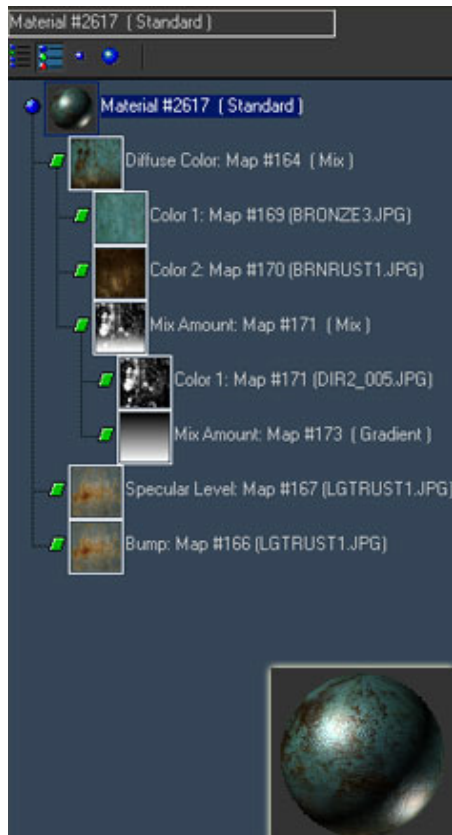 Material #2617 ( Standard )
Material #2617 ( Standard )
Diffuse Color: Map #164 ( Mix )
Color 1: Map #169 (BRONZE3.JPG)
Color 2: Map #170 (BRNRUST1.JPG)
Mix Amount: Map #171 ( Mix )
Color 1: Map #171 (DIR2_005.JPG)
Mix Amount: Map #173 ( Gradient )
Specular Level: Map #167 (LGTRUST1.JPG)
Bump: Map #166 (LGTRUST1.JPG)